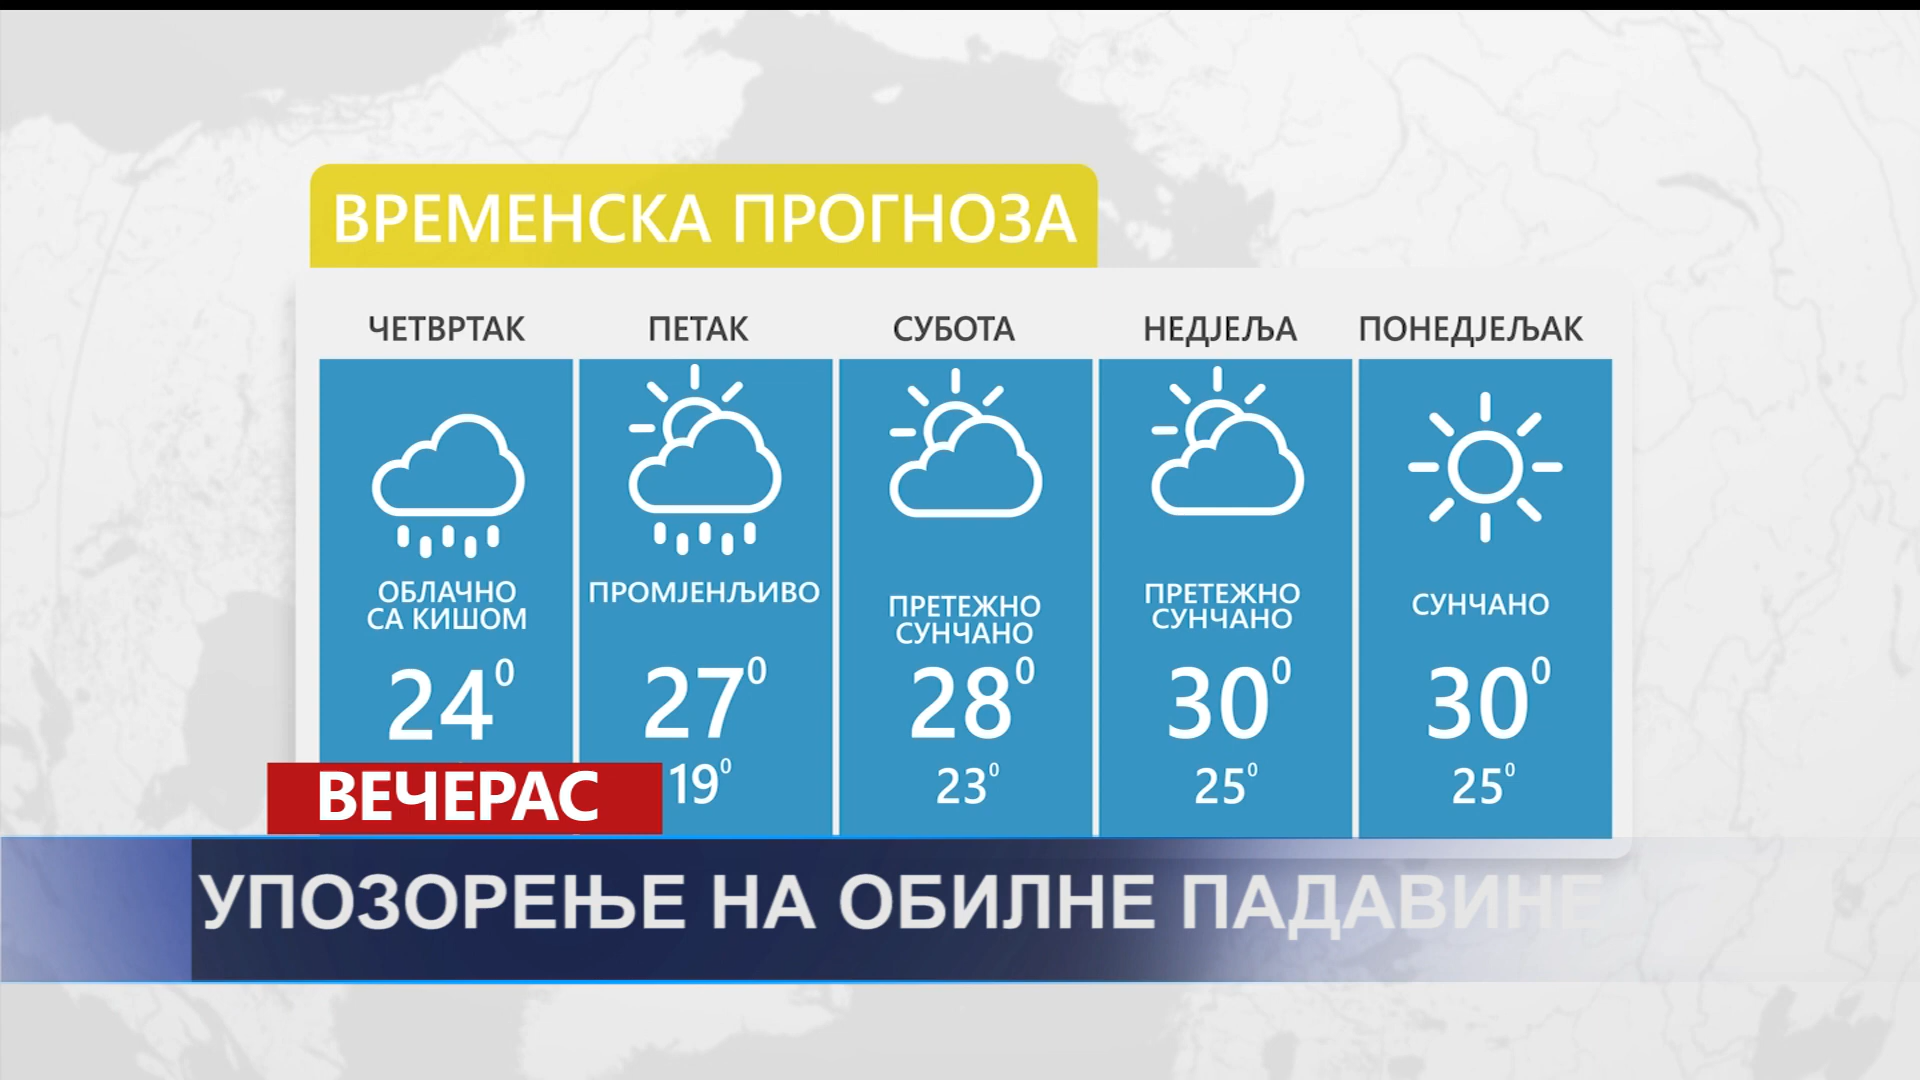 ВРЕМЕНСКА ПРОГНОЗА
ЧЕТВРТАК ПЕТАК СУБОТА НЕДЈЕЉА ПОНЕДЈЕЉАК
ОБЛАЧНО
СА КИШОМ
24⁰
ПРОМЈЕНЉИВО
27⁰
19⁰
ПРЕТЕЖНО
СУНЧАНО
28⁰
23⁰
ПРЕТЕЖНО
СУНЧАНО
30⁰
25⁰
СУНЧАНО
30⁰
25⁰
ВЕЧЕРАС
УПОЗОРЕЊЕ НА ОБИЛНЕ ПАДАВИНЕ